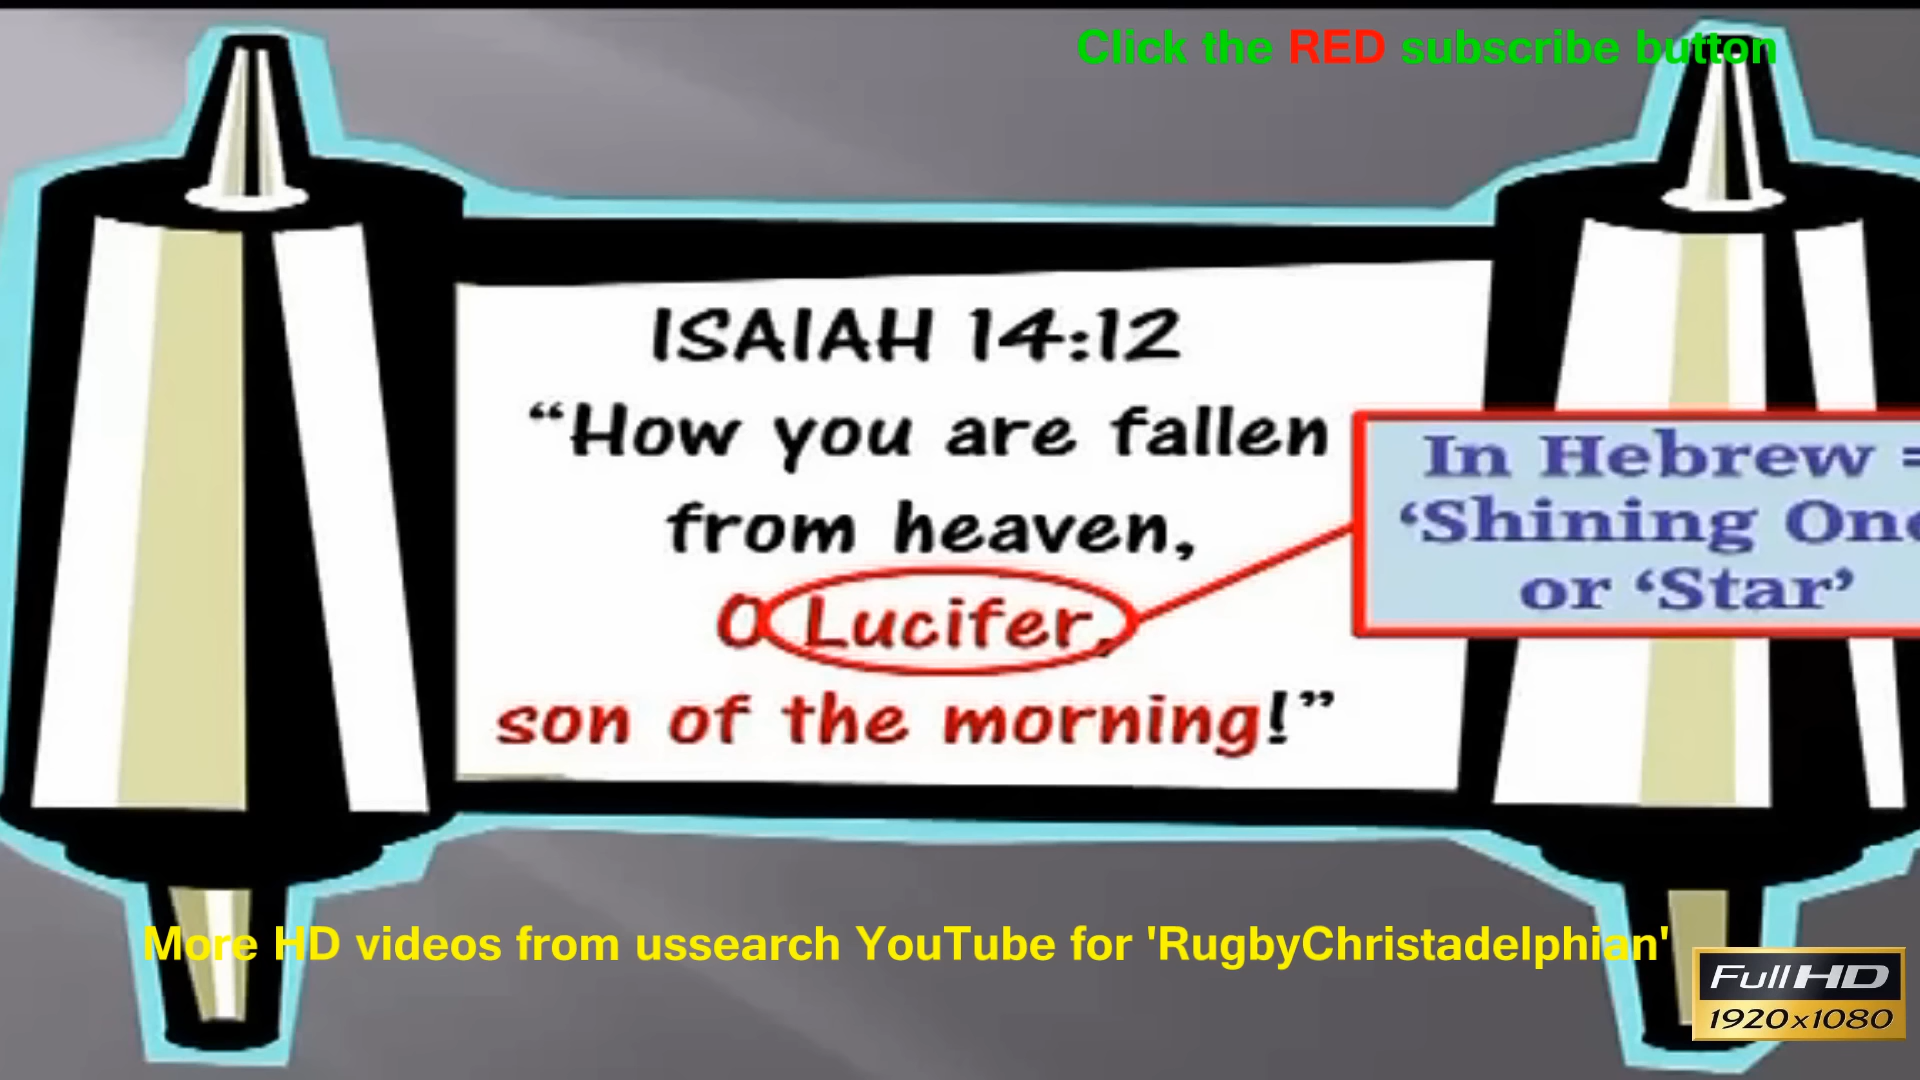 Click the RED subscribe button
ISAIAH 14:12
“How you are fallen
from heaven,
O Lucifer,
son of the morning!”
In Hebrew =
‘Shining One
or ‘Star’
More HD videos from ussearch YouTube for 'RugbyChristadelphian'
Full HD
1920x1080